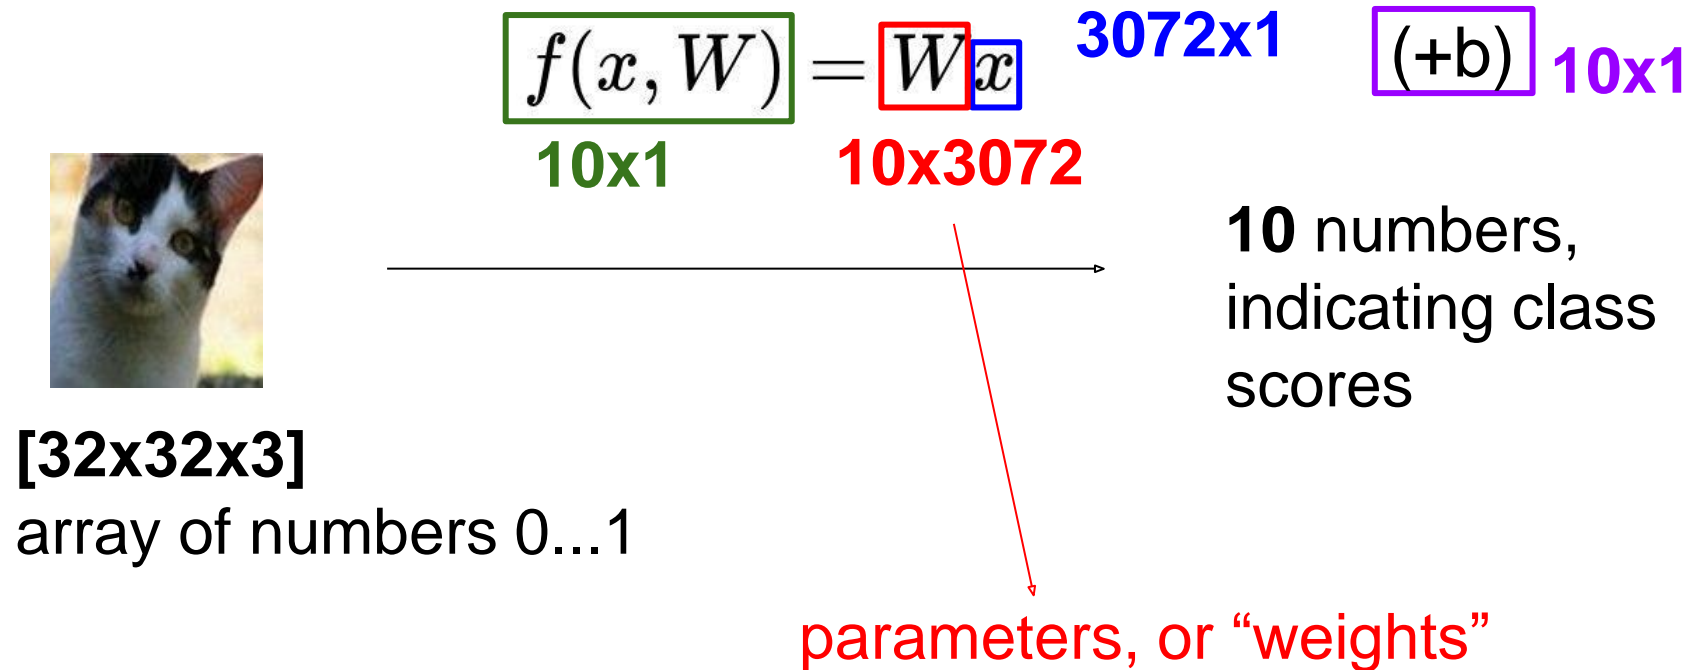 f(x, W) = Wx 3072x1 (+b) 10x1
10x1 10x3072
10 numbers,
indicating class
scores
[32x32x3]
array of numbers 0...1
parameters, or “weights”